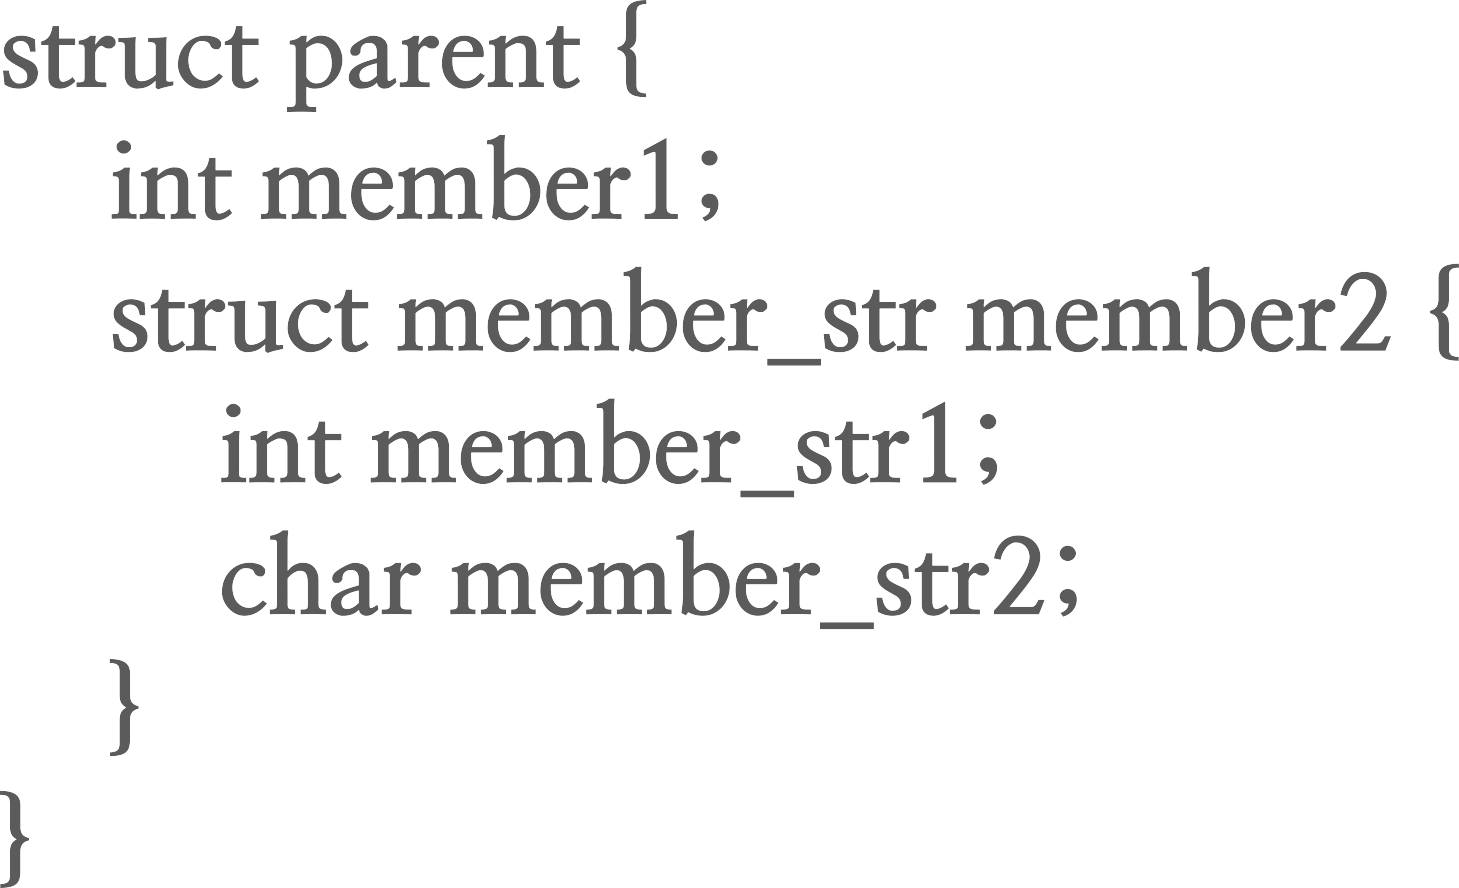 struct parent {
int member1;
struct member_str member2 {
int member_str1;
char member_str2;
}
}